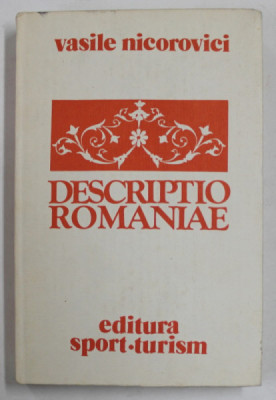 vasile nicorovici
DESCRIPTIO
ROMANIAE
editura
sport•turism